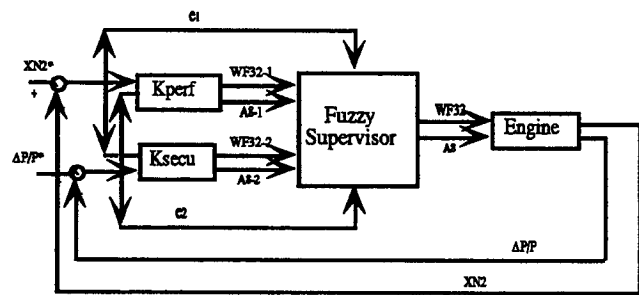 e1
XN2*
+
Kperf
WF32-1
A8-1
Fuzzy
Supervisor
WF32
A8
Engine
ΔP/P*
Ksecu
WF32-2
A8-2
e2
ΔP/P
XN2